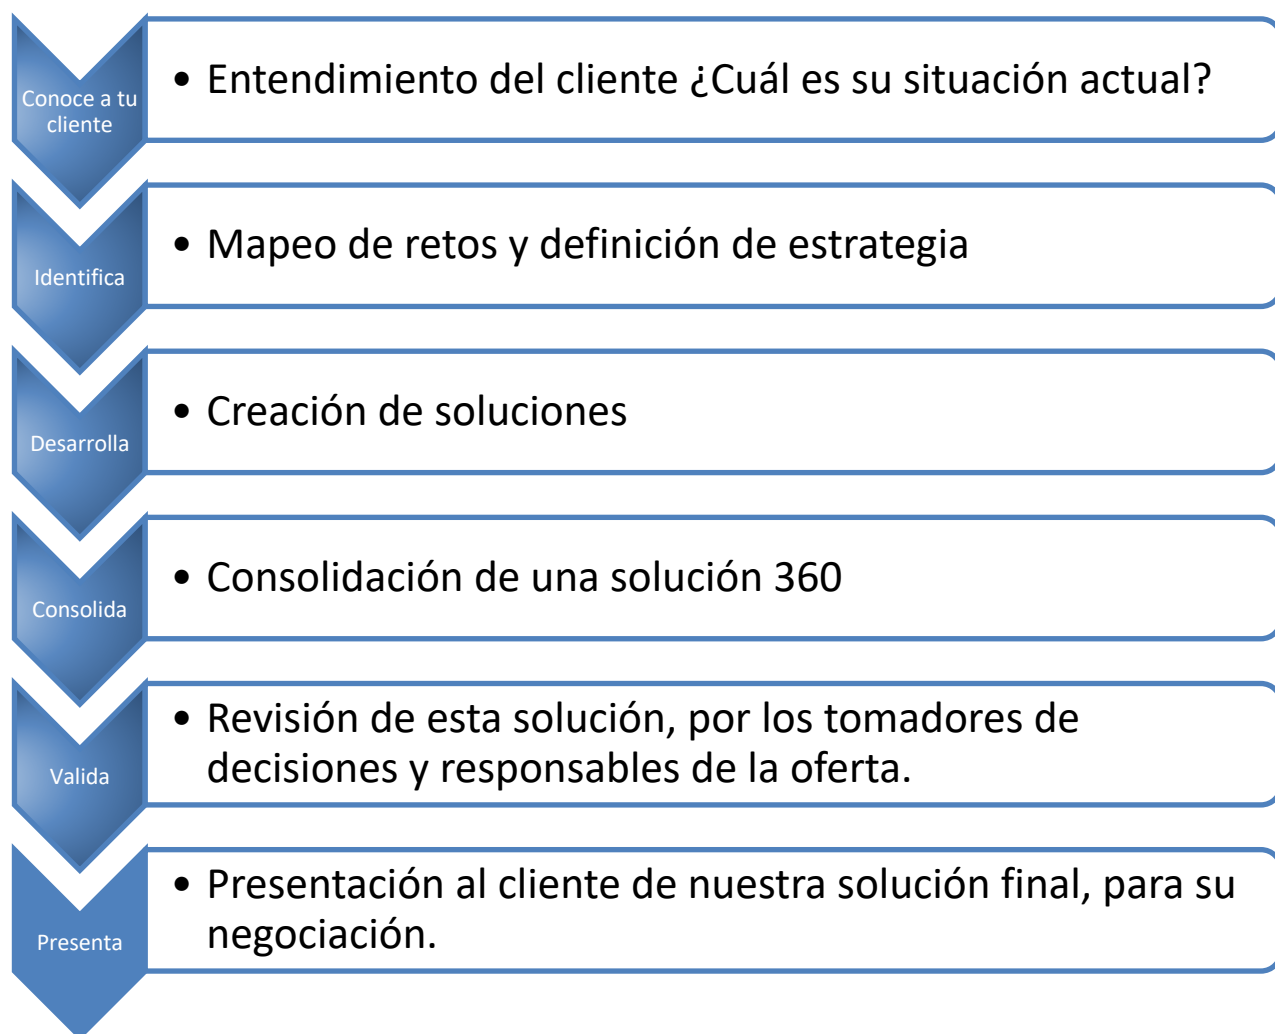 Conoce a tu
cliente
• Entendimiento del cliente ¿Cuál es su situación actual?
Identifica
• Mapeo de retos y definición de estrategia
Desarrolla
• Creación de soluciones
Consolida
• Consolidación de una solución 360
Valida
• Revisión de esta solución, por los tomadores de
decisiones y responsables de la oferta.
Presenta
• Presentación al cliente de nuestra solución final, para su
negociación.